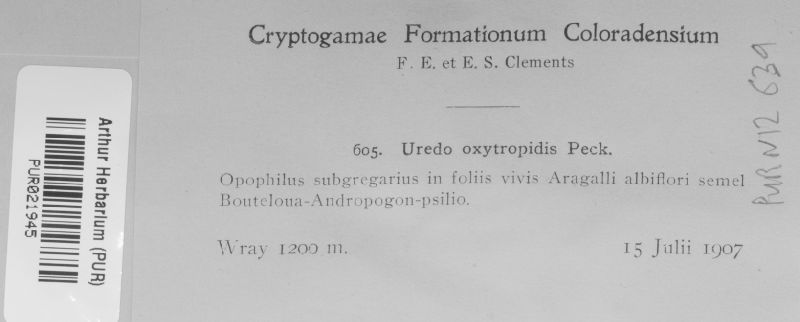 Cryptogamae Formationum Coloradensium
F. E. et E. S. Clements
605. Uredo oxytropidis Peck.
Opophilus subgregarius in foliis vivis Aragalli albiflori semel
Bouteloua-Andropogon-psilio.
Wray 1200 m.
15 Julii 1907
Arthur Herbarium (PUR)
PUR021945
PUR N12 639